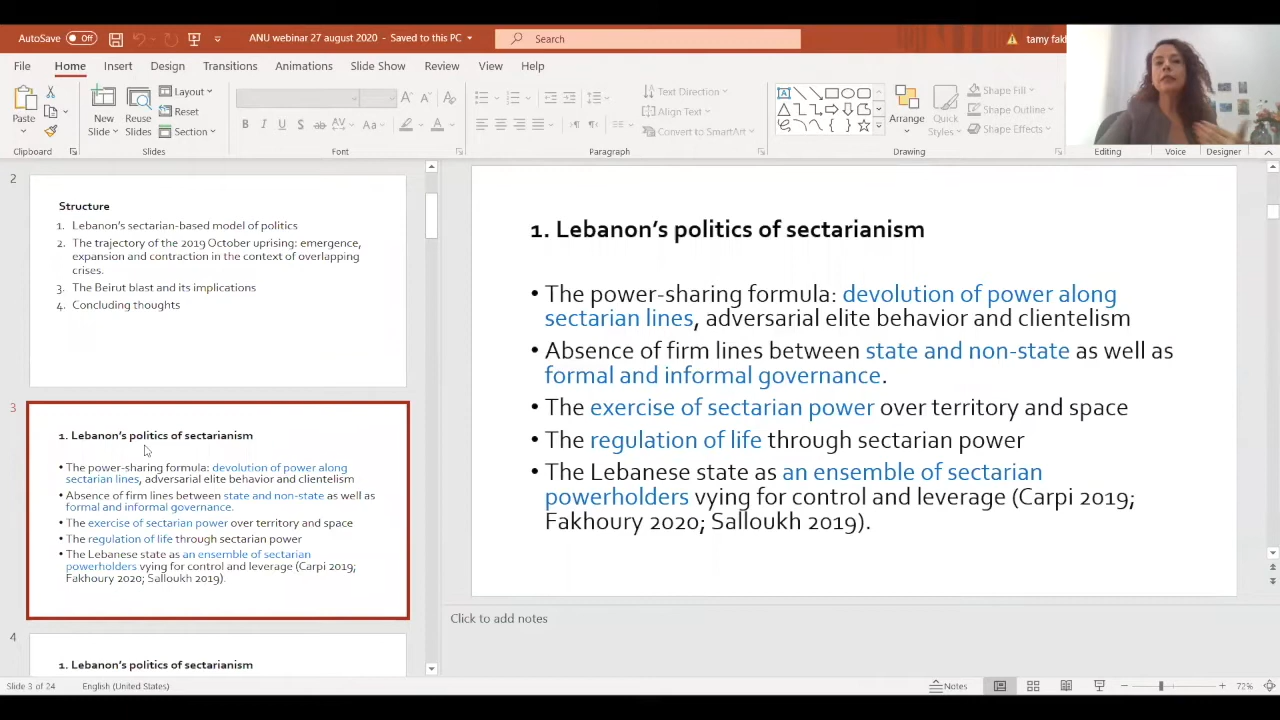 AutoSave Off ANU webinar 27 august 2020 - Saved to this PC Search tamy fakh
File Home Insert Design Transitions Animations Slide Show Review View Help
Paste New Slide Reuse Slides Layout Reset Section
B I U S ab AV Aa A
Text Direction Align Text Convert to SmartArt
Arrange Quick Styles Shape Fill Shape Outline Shape Effects
Clipboard Slides Font Paragraph Drawing Editing Voice Designer
2
Structure
1. Lebanon's sectarian-based model of politics
2. The trajectory of the 2019 October uprising: emergence,
expansion and contraction in the context of overlapping
crises.
3. The Beirut blast and its implications
4. Concluding thoughts
3
1. Lebanon's politics of sectarianism
• The power-sharing formula: devolution of power along
sectarian lines, adversarial elite behavior and clientelism
• Absence of firm lines between state and non-state as well as
formal and informal governance.
• The exercise of sectarian power over territory and space
• The regulation of life through sectarian power
• The Lebanese state as an ensemble of sectarian
powerholders vying for control and leverage (Carpi 2019;
Fakhoury 2020; Salloukh 2019).
4
1. Lebanon's politics of sectarianism
1. Lebanon's politics of sectarianism
• The power-sharing formula: devolution of power along
sectarian lines, adversarial elite behavior and clientelism
• Absence of firm lines between state and non-state as well as
formal and informal governance.
• The exercise of sectarian power over territory and space
• The regulation of life through sectarian power
• The Lebanese state as an ensemble of sectarian
powerholders vying for control and leverage (Carpi 2019;
Fakhoury 2020; Salloukh 2019).
Click to add notes
Slide 3 of 24 English (United States) Notes 72%